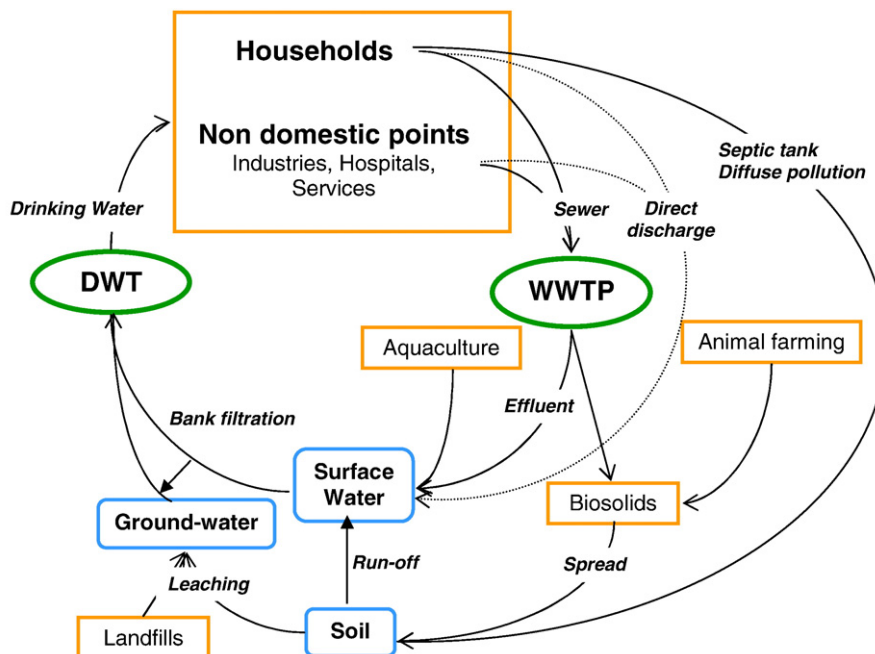 Households
Non domestic points
Industries, Hospitals,
Services
Septic tank
Diffuse pollution
Drinking Water
Sewer
Direct
discharge
DWT
WWTP
Aquaculture
Animal farming
Bank filtration
Effluent
Surface
Water
Ground-water
Biosolids
Leaching
Run-off
Spread
Landfills
Soil